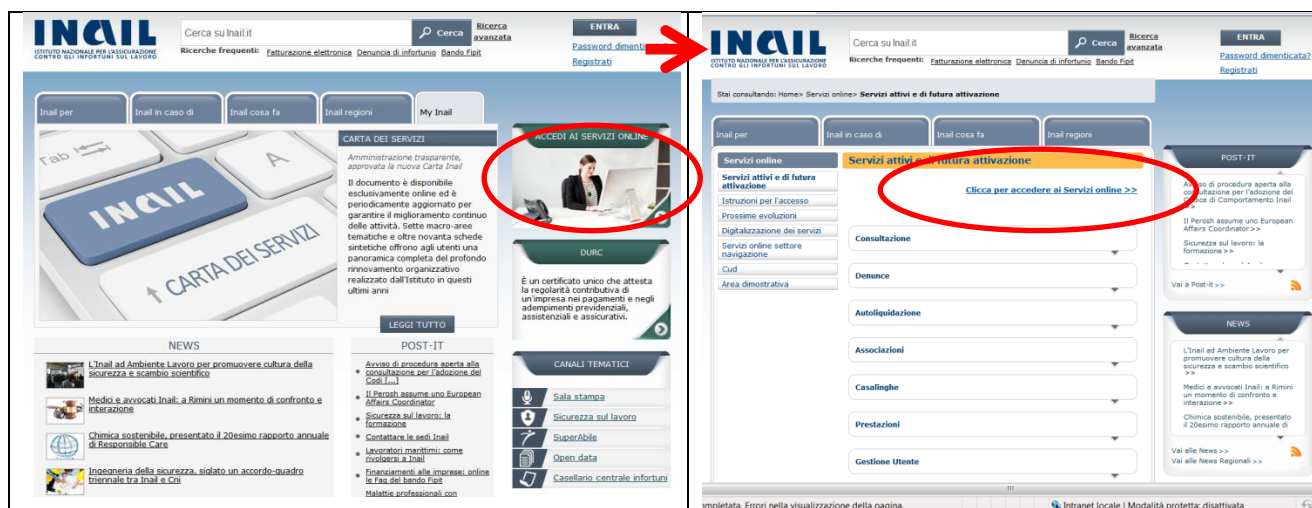 INAIL
ISTITUTO NAZIONALE PER L'ASSICURAZIONE
CONTRO GLI INFORTUNI SUL LAVORO
Cerca su Inail.it
Cerca
Ricerca
avanzata
Ricerche frequenti: Fatturazione elettronica Denuncia di infortunio Bando Fipit
ENTRA
Password
Registrati
Inail per
Inail in caso di
Inail cosa fa
Inail regioni
My Inail
Tab
A
INAIL
CARTA DEI SERVIZI
CARTA DEI SERVIZI
Amministrazione trasparente,
approvata la nuova Carta Inail
Il documento è disponibile
esclusivamente online ed è
periodicamente aggiornato per
garantire il miglioramento continuo
delle attività. Sette macro-aree
tematiche e oltre novanta schede
sintetiche offrono agli utenti una
panoramica completa del profondo
rinnovamento organizzativo
realizzato dall'Istituto in questi
ultimi anni
LEGGI TUTTO
ACCEDI AI SERVIZI ONLINE
DURC
È un certificato unico che attesta
la regolarità contributiva di
un'impresa nei pagamenti e negli
adempimenti previdenziali,
assistenziali e assicurativi.
NEWS
L'Inail ad Ambiente Lavoro per promuovere cultura della
sicurezza e scambio scientifico
Medici e avvocati Inail: a Rimini un momento di confronto e
interazione
Chimica sostenibile, presentato il 20esimo rapporto annuale
di Responsible Care
Ingegneria della sicurezza, siglato un accordo-quadro
triennale tra Inail e Cni
POST-IT
Avviso di procedura aperta alla
consultazione per l'adozione del
Codi [...]
Il Perosh assume uno European
Affairs Coordinator
Sicurezza sul lavoro: la
formazione
Contattare le sedi Inail
Lavoratori marittimi: come
rivolgersi a Inail
Finanziamenti alle imprese: online
le Faq del bando Fipit
Malattie professionali con
CANALI TEMATICI
Sala stampa
Sicurezza sul lavoro
SuperAbile
Open data
Casellario centrale infortuni
INAIL
ISTITUTO NAZIONALE PER L'ASSICURAZIONE
CONTRO GLI INFORTUNI SUL LAVORO
Cerca su Inail.it
Cerca
Ricerca
avanzata
Ricerche frequenti: Fatturazione elettronica Denuncia di infortunio Bando Fipit
ENTRA
Password dimenticata?
Registrati
Stai consultando: Home> Servizi online> Servizi attivi e di futura attivazione
Inail per
Inail in caso di
Inail cosa fa
Inail regioni
Servizi online
Servizi attivi e di futura
attivazione
Istruzioni per l'accesso
Prossime evoluzioni
Digitalizzazione dei servizi
Servizi online settore
navigazione
Cud
Area dimostrativa
Servizi attivi e di futura attivazione
Clicca per accedere ai Servizi online >>
Consultazione
Denunce
Autoliquidazione
Associazioni
Casalinghe
Prestazioni
Gestione Utente
POST-IT
Avviso di procedura aperta alla
consultazione per l'adozione del
Codice di Comportamento Inail
>>
Il Perosh assume uno European
Affairs Coordinator >>
Sicurezza sul lavoro: la
formazione >>
Vai a Post-it >>
NEWS
L'Inail ad Ambiente Lavoro per
promuovere cultura della
sicurezza e scambio scientifico
>>
Medici e avvocati Inail: a Rimini
un momento di confronto e
interazione >>
Chimica sostenibile, presentato
il 20esimo rapporto annuale di
Vai alle News >>
Vai alle News Regionali >>
ompletata. Errori nella visualizzazione della pagina.
Intranet locale | Modalità protetta: disattivata